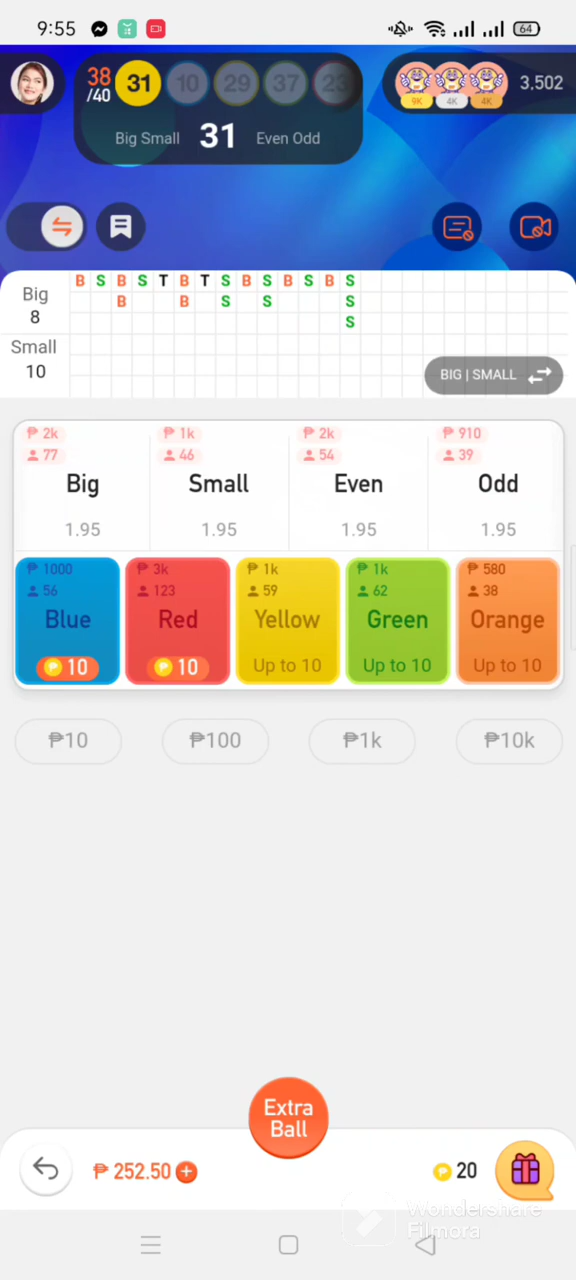 9:55 64
38 /40 31 10 29 37 23
9K 4K 4K 3,502
Big Small 31 Even Odd
B S B S T B T S B S B S B S
Big B B S S S
8 S
Small
10
BIG | SMALL
₱ 2k ₱ 1k ₱ 2k ₱ 910
77 46 54 39
Big Small Even Odd
1.95 1.95 1.95 1.95
₱ 1000 ₱ 3k ₱ 1k ₱ 1k ₱ 580
56 123 59 62 38
Blue Red Yellow Green Orange
P 10 P 10 Up to 10 Up to 10 Up to 10
₱10 ₱100 ₱1k ₱10k
Extra
Ball
₱ 252.50 + P 20
Wondershare
Filmora